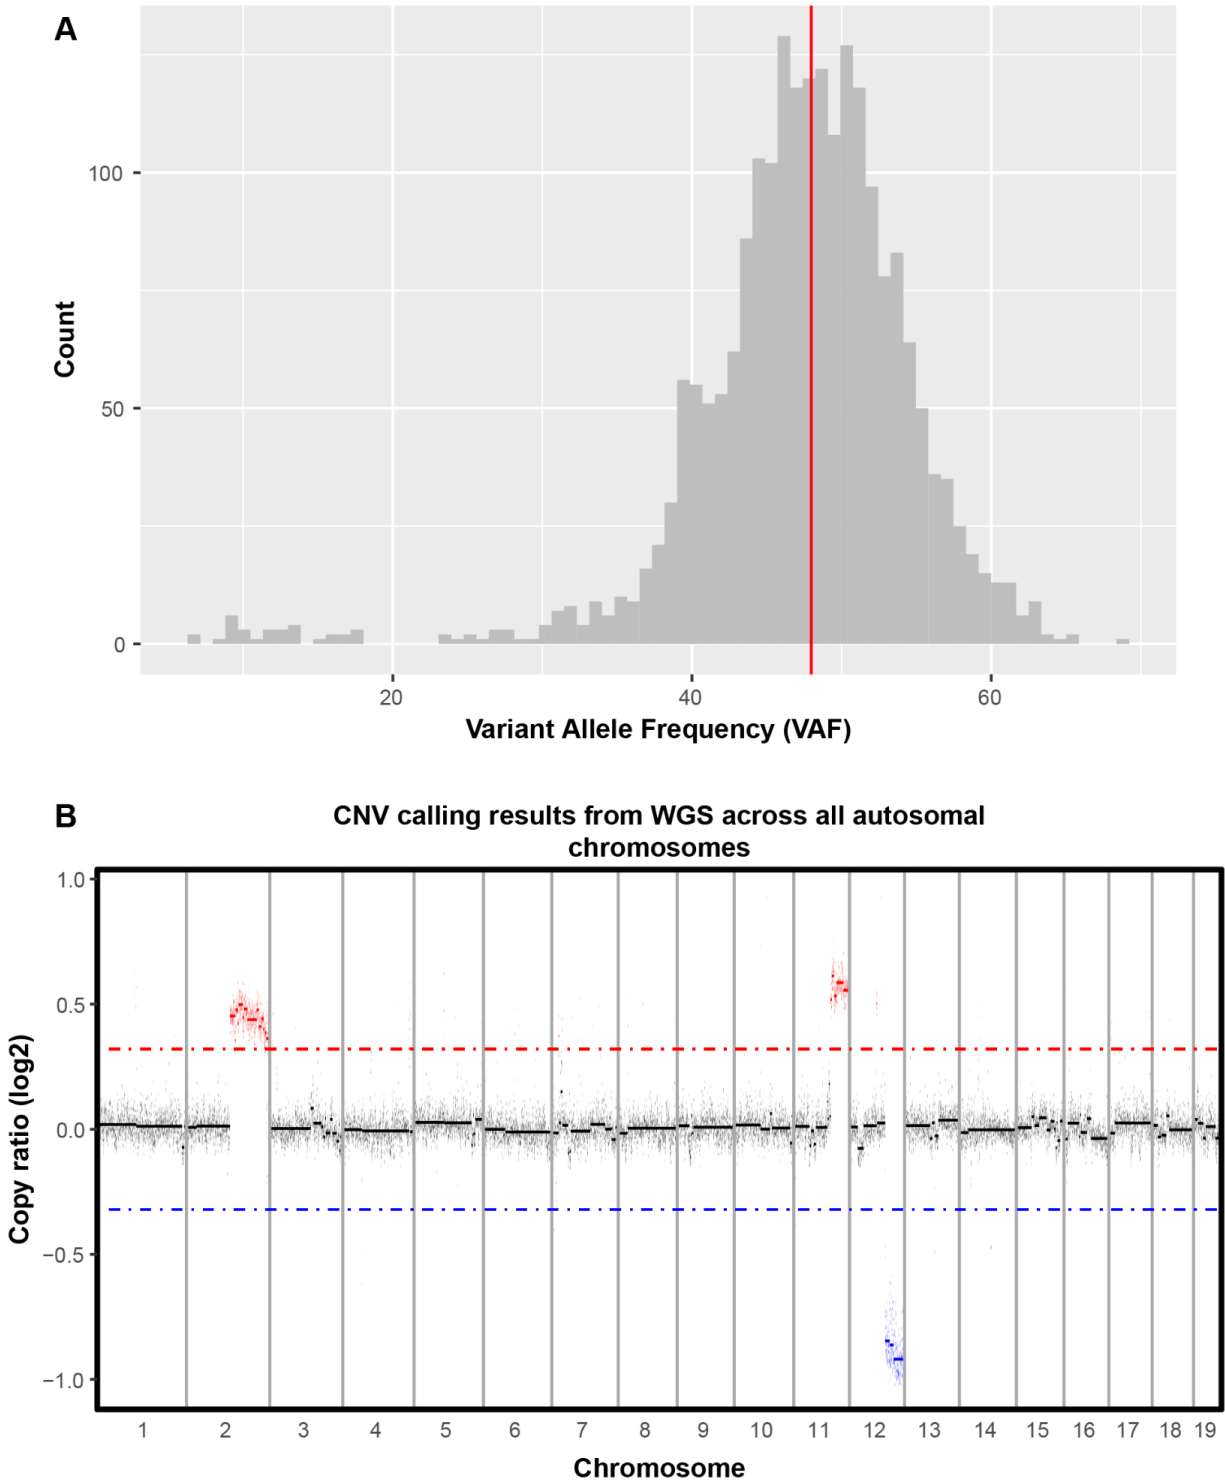 A
100
50
0
Count
20 40 60
Variant Allele Frequency (VAF)
B
CNV calling results from WGS across all autosomal
chromosomes
1.0
0.5
0.0
−0.5
−1.0
Copy ratio (log2)
1 2 3 4 5 6 7 8 9 10 11 12 13 14 15 16 17 18 19
Chromosome